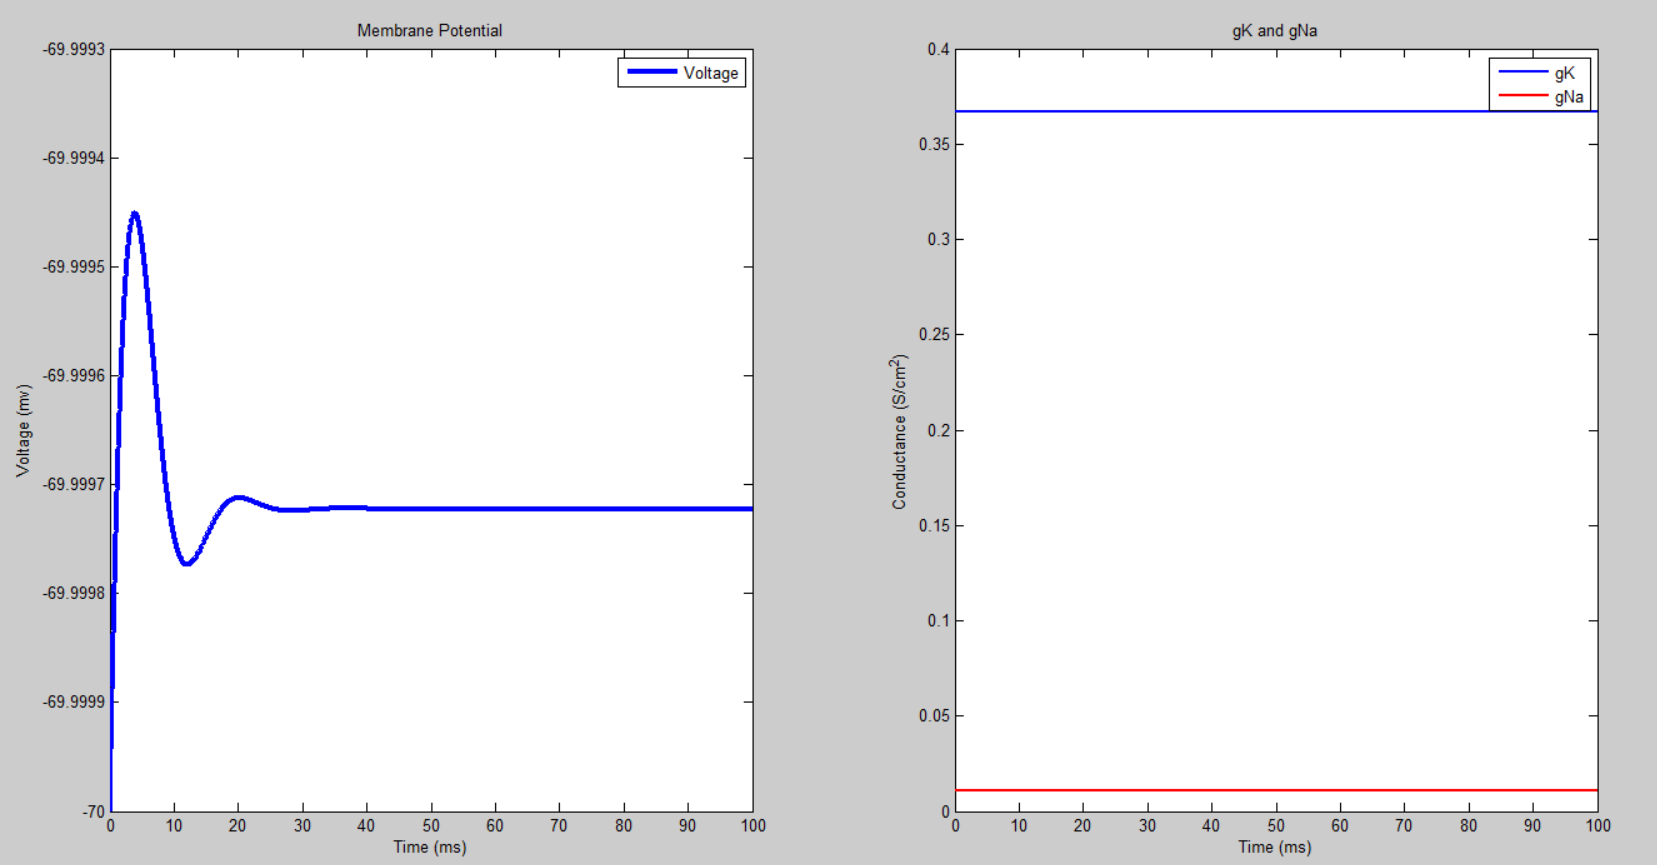 Membrane Potential
-69.9993
-69.9994
-69.9995
-69.9996
-69.9997
-69.9998
-69.9999
-70
Voltage (mv)
Voltage
0 10 20 30 40 50 60 70 80 90 100
Time (ms)
gK and gNa
0.4
0.35
0.3
0.25
0.2
0.15
0.1
0.05
0
Conductance (S/cm²)
gK
gNa
0 10 20 30 40 50 60 70 80 90 100
Time (ms)